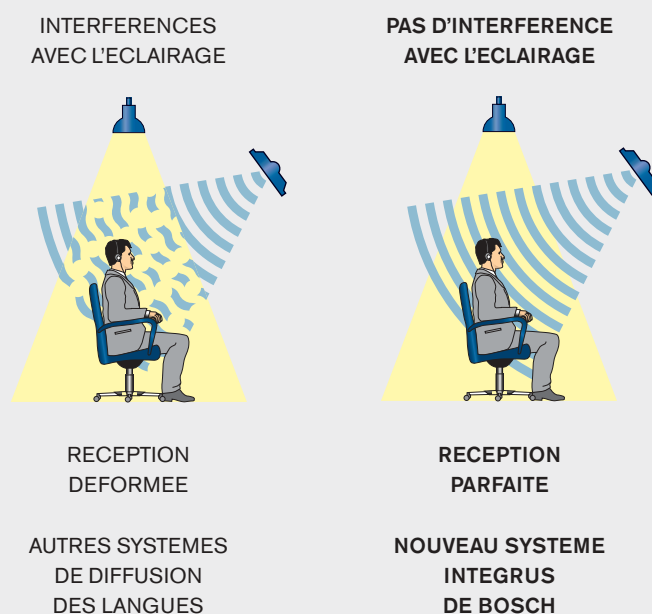 INTERFERENCES
AVEC L'ECLAIRAGE
PAS D'INTERFERENCE
AVEC L'ECLAIRAGE
RECEPTION
DEFORMEE
RECEPTION
PARFAITE
AUTRES SYSTEMES
DE DIFFUSION
DES LANGUES
NOUVEAU SYSTEME
INTEGRUS
DE BOSCH